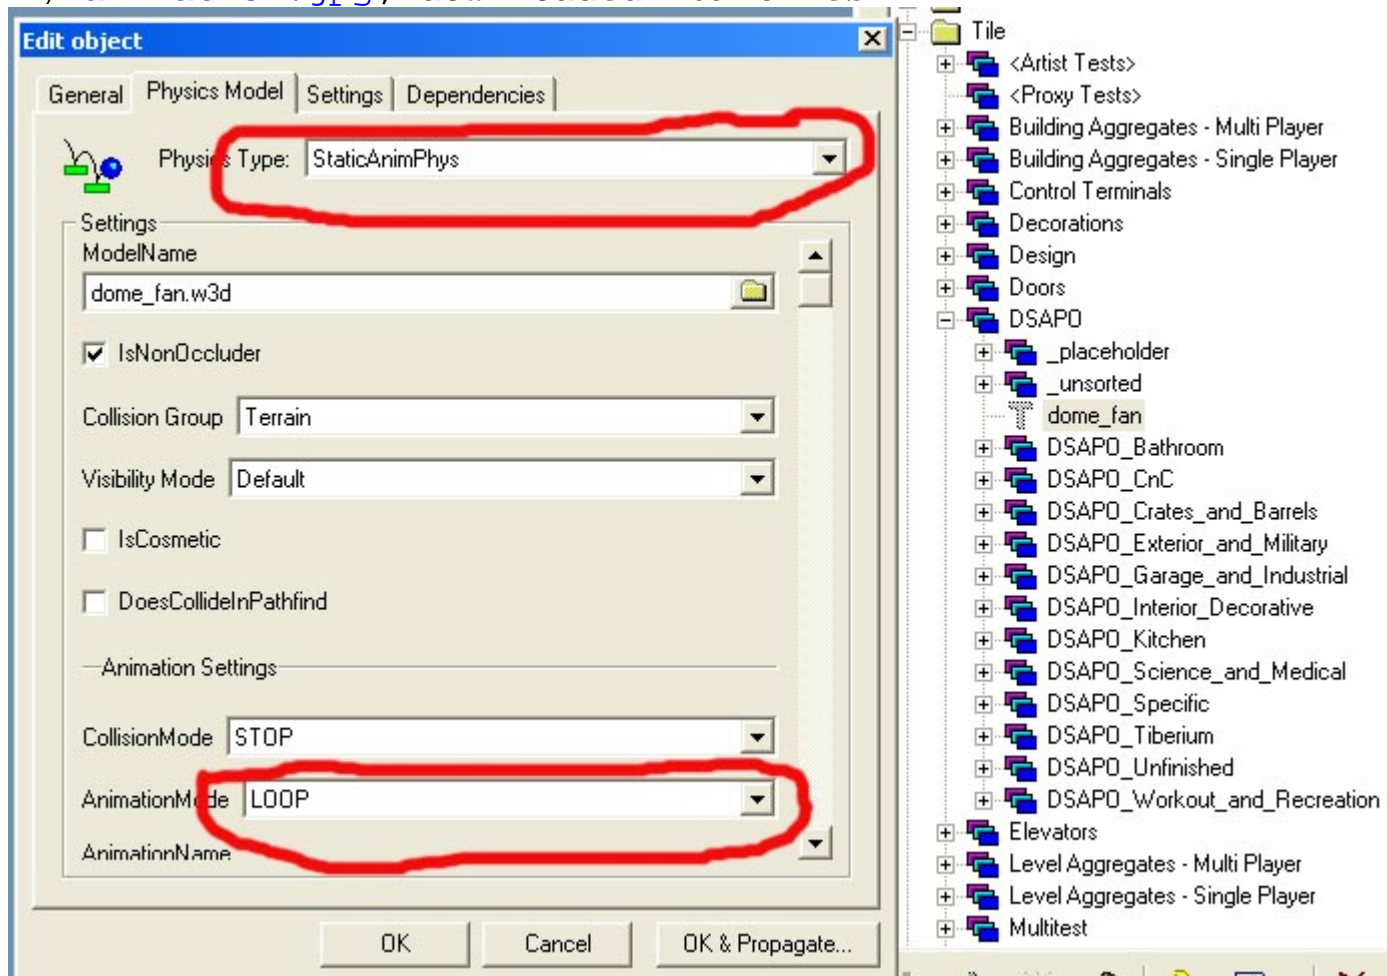 Edit object
General Physics Model Settings Dependencies
Physics Type: StaticAnimPhys
Settings
ModelName
dome_fan.w3d
IsNonOccluder
Collision Group Terrain
Visibility Mode Default
IsCosmetic
DoesCollideInPathfind
Animation Settings
CollisionMode STOP
AnimationMode LOOP
AnimationName
OK Cancel OK & Propagate...
Tile
<Artist Tests>
<Proxy Tests>
Building Aggregates - Multi Player
Building Aggregates - Single Player
Control Terminals
Decorations
Design
Doors
DSAPO
_placeholder
_unsorted
dome_fan
DSAPO_Bathroom
DSAPO_CnC
DSAPO_Crates_and_Barrels
DSAPO_Exterior_and_Military
DSAPO_Garage_and_Industrial
DSAPO_Interior_Decorative
DSAPO_Kitchen
DSAPO_Science_and_Medical
DSAPO_Specific
DSAPO_Tiberium
DSAPO_Unfinished
DSAPO_Workout_and_Recreation
Elevators
Level Aggregates - Multi Player
Level Aggregates - Single Player
Multitest